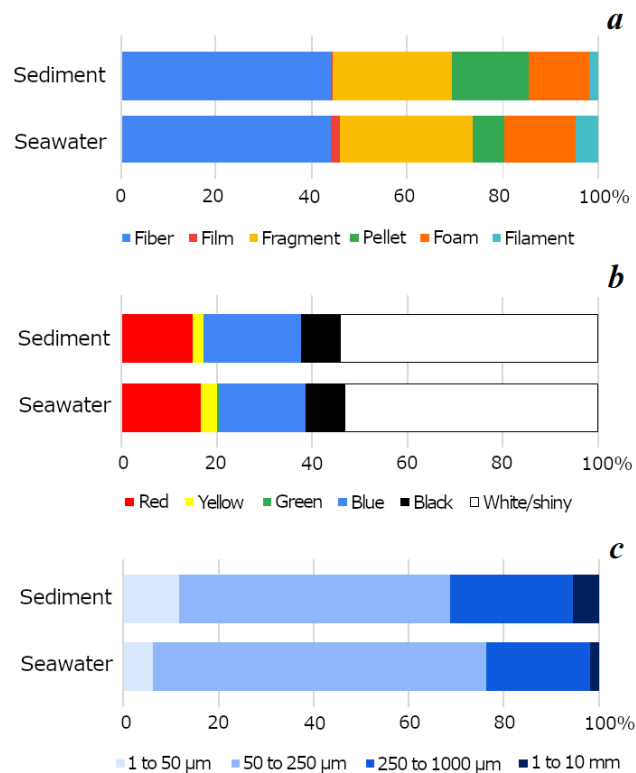 a
Sediment
Seawater
0 20 40 60 80 100%
Fiber Film Fragment Pellet Foam Filament
b
Sediment
Seawater
0 20 40 60 80 100%
Red Yellow Green Blue Black White/shiny
c
Sediment
Seawater
0 20 40 60 80 100%
1 to 50 μm 50 to 250 μm 250 to 1000 μm 1 to 10 mm